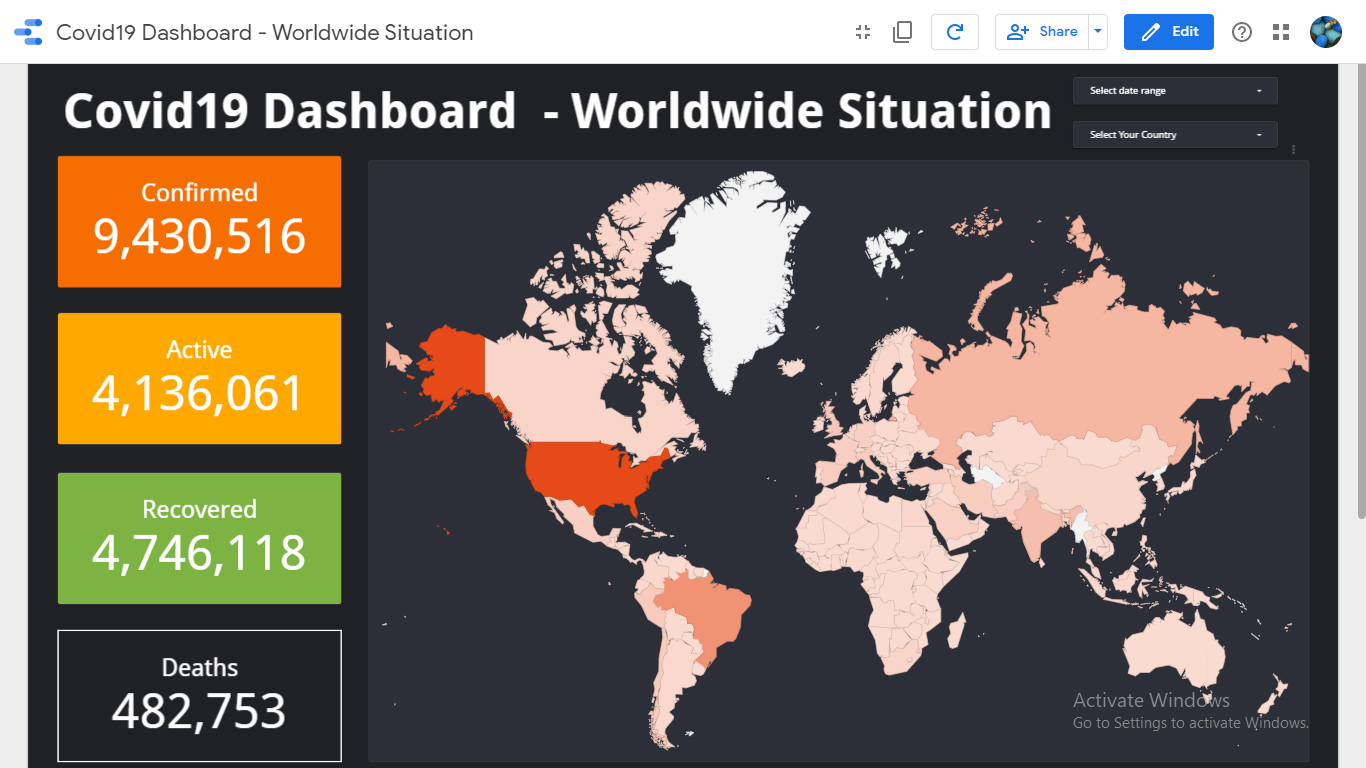 Covid19 Dashboard - Worldwide Situation
Share
Edit
Covid19 Dashboard - Worldwide Situation
Select date range
Select Your Country
Confirmed
9,430,516
Active
4,136,061
Recovered
4,746,118
Deaths
482,753
Activate Windows
Go to Settings to activate Windows.